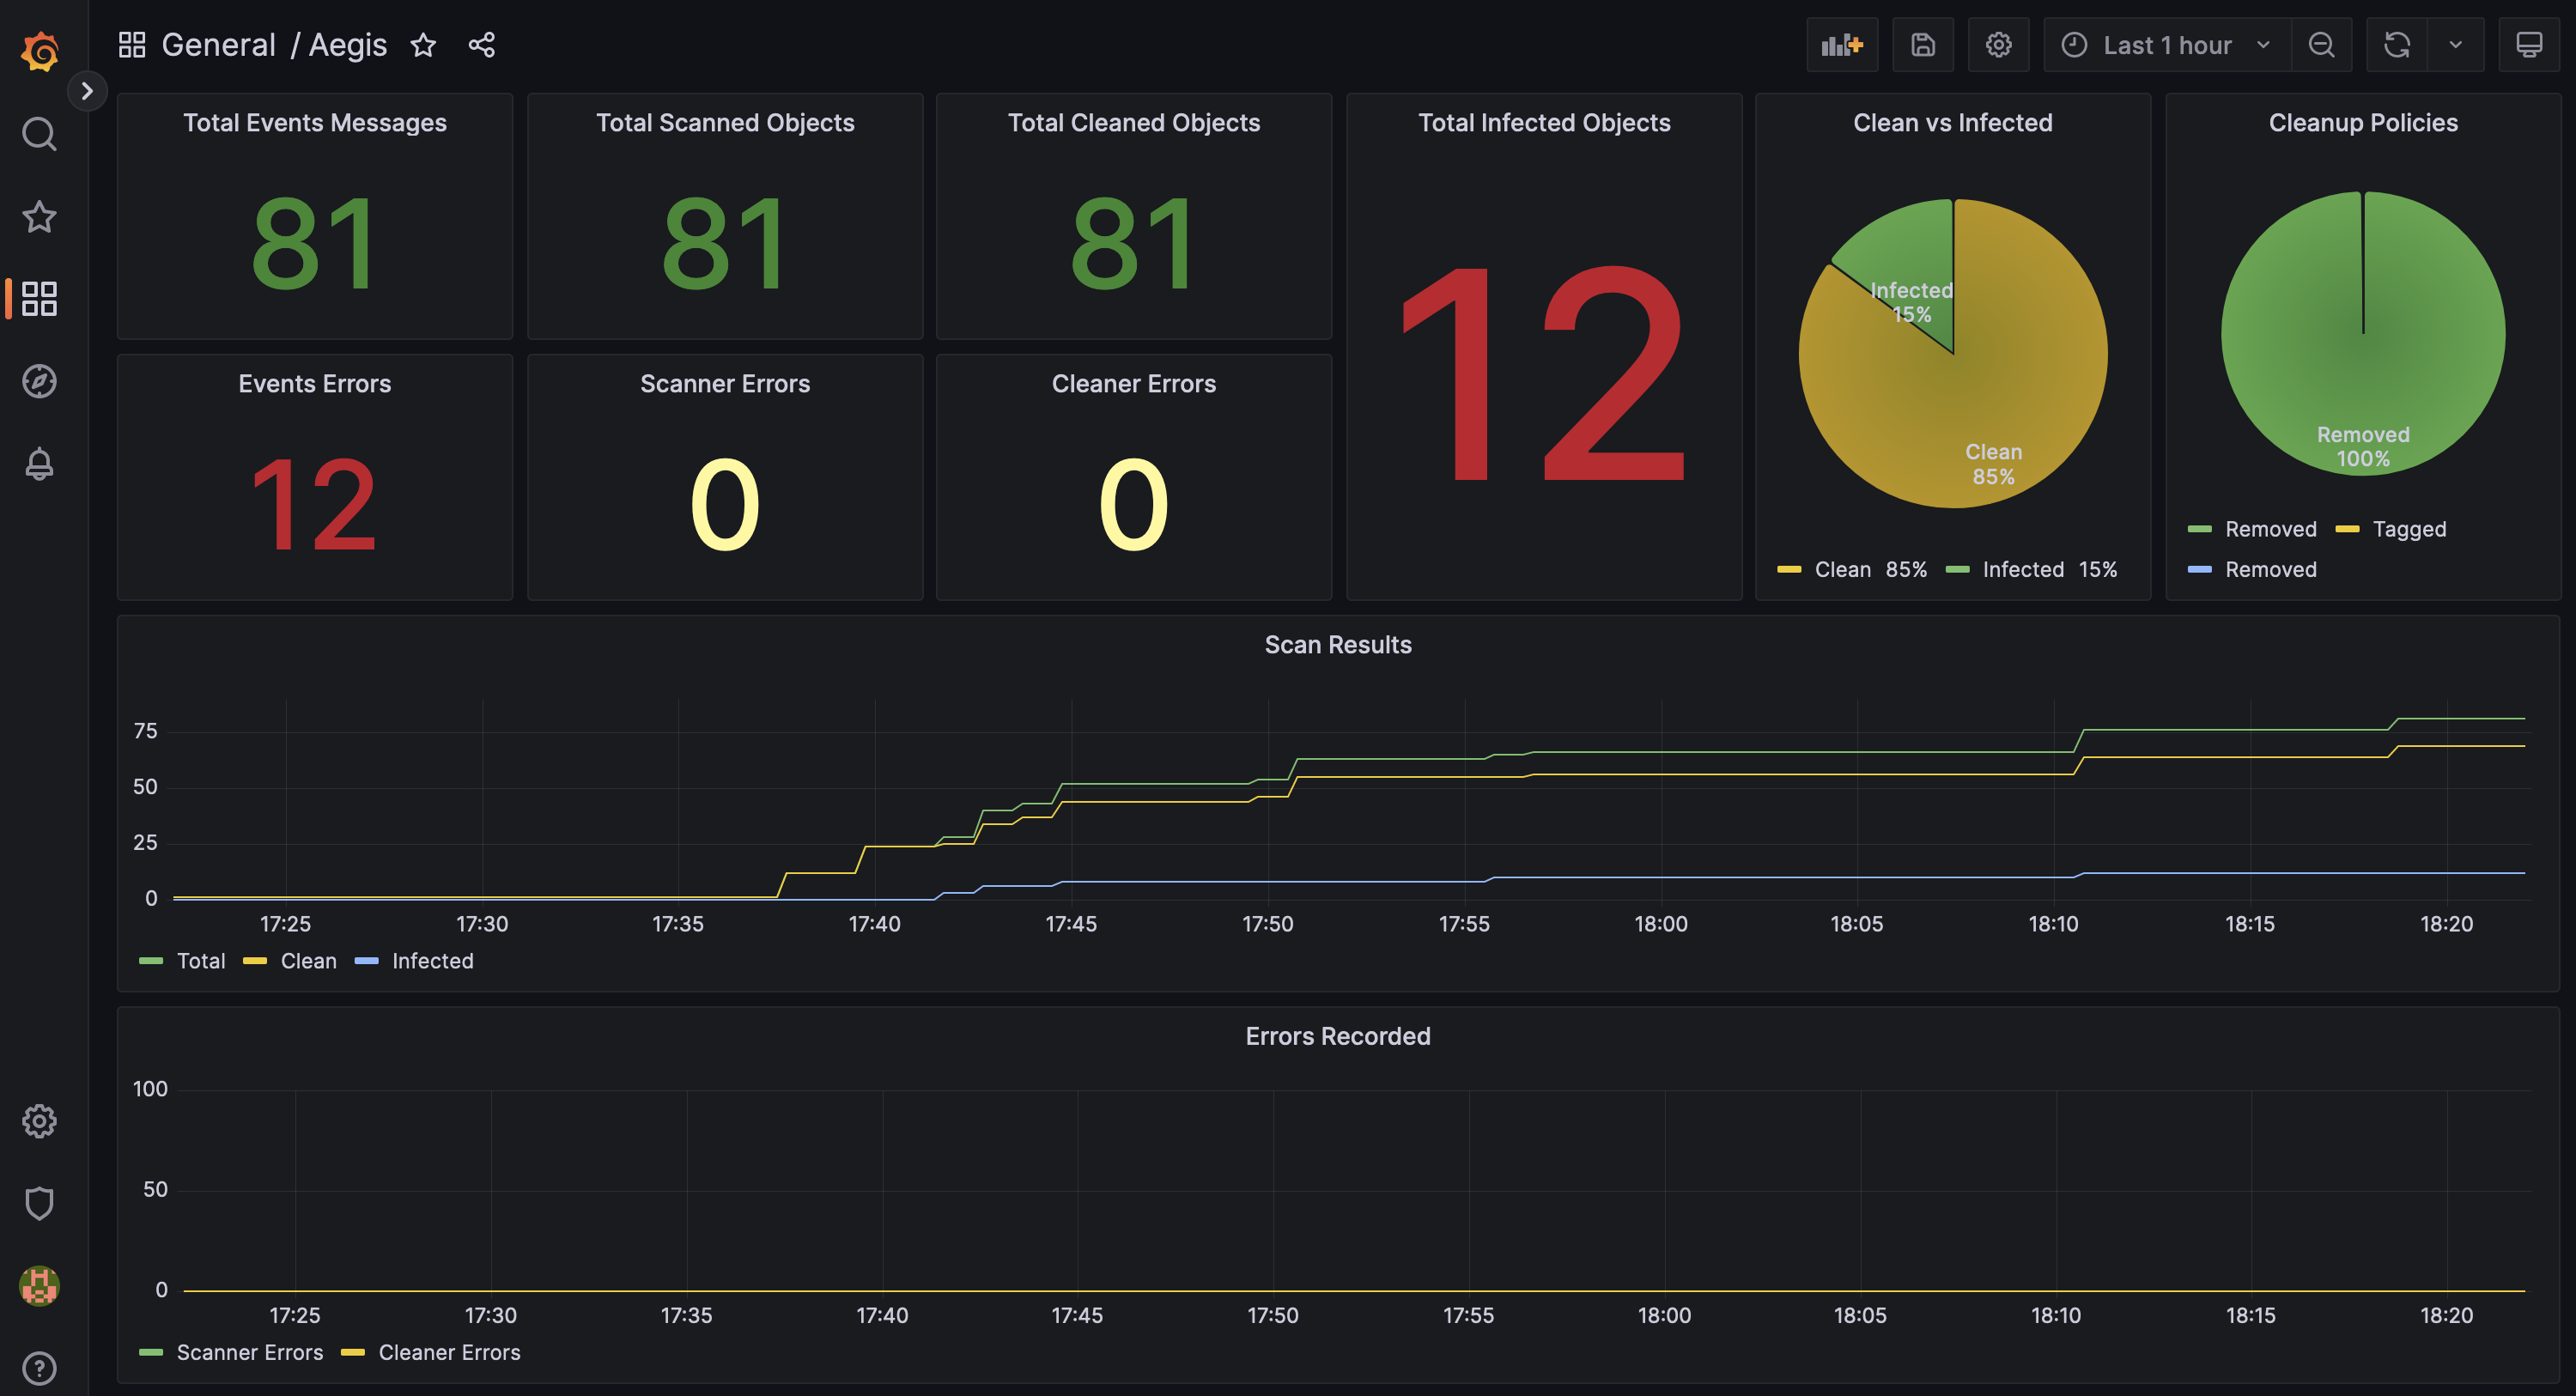 General / Aegis
Last 1 hour
Total Events Messages
81
Total Scanned Objects
81
Total Cleaned Objects
81
Total Infected Objects
12
Clean vs Infected
Infected
15%
Clean
85%
Clean 85% Infected 15%
Cleanup Policies
Removed
100%
Removed Tagged
Removed
Events Errors
12
Scanner Errors
0
Cleaner Errors
0
Scan Results
75
50
25
0
17:25 17:30 17:35 17:40 17:45 17:50 17:55 18:00 18:05 18:10 18:15 18:20
Total Clean Infected
Errors Recorded
100
50
0
17:25 17:30 17:35 17:40 17:45 17:50 17:55 18:00 18:05 18:10 18:15 18:20
Scanner Errors Cleaner Errors